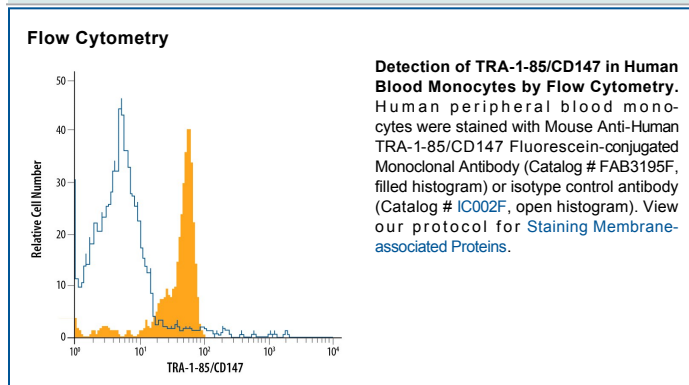 Flow Cytometry
50
40
30
20
10
0
Relative Cell Number
10⁰ 10¹ 10² 10³ 10⁴
TRA-1-85/CD147
Detection of TRA-1-85/CD147 in Human
Blood Monocytes by Flow Cytometry.
Human peripheral blood mono-
cytes were stained with Mouse Anti-Human
TRA-1-85/CD147 Fluorescein-conjugated
Monoclonal Antibody (Catalog # FAB3195F,
filled histogram) or isotype control antibody
(Catalog # IC002F, open histogram). View
our protocol for Staining Membrane-
associated Proteins.